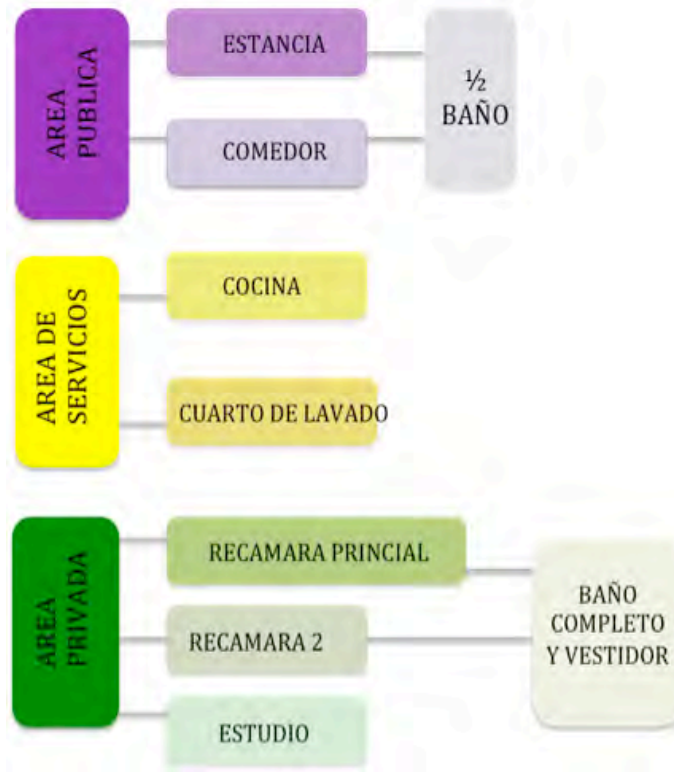 AREA
PUBLICA
ESTANCIA
COMEDOR
½
BAÑO
AREA DE
SERVICIOS
COCINA
CUARTO DE LAVADO
AREA
PRIVADA
RECAMARA PRINCIAL
RECAMARA 2
ESTUDIO
BAÑO
COMPLETO
Y VESTIDOR